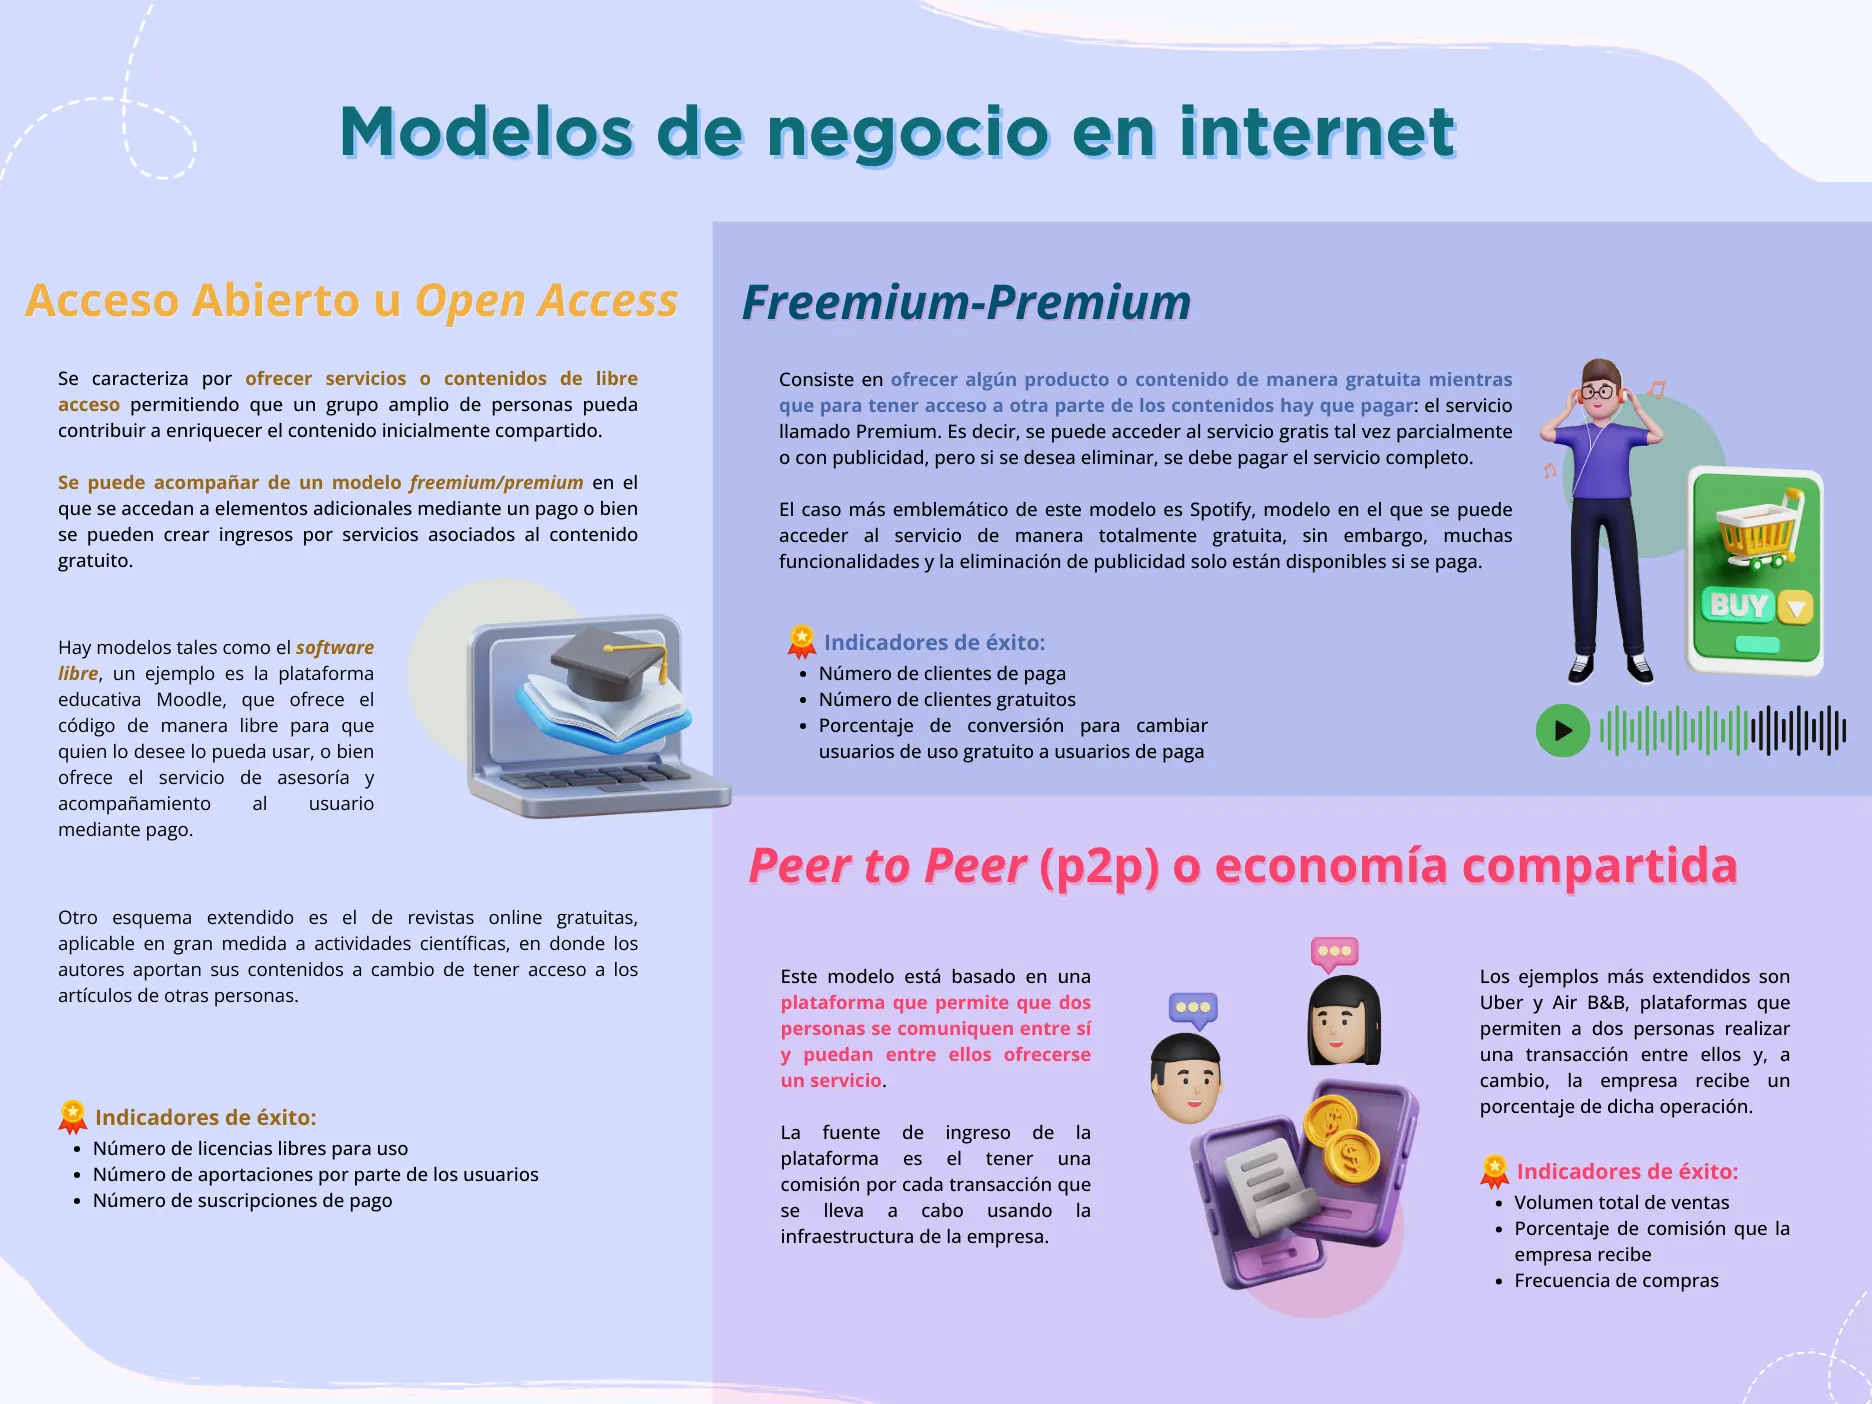 Modelos de negocio en internet
Acceso Abierto u Open Access
Se caracteriza por ofrecer servicios o contenidos de libre
acceso permitiendo que un grupo amplio de personas pueda
contribuir a enriquecer el contenido inicialmente compartido.
Se puede acompañar de un modelo freemium/premium en el
que se accedan a elementos adicionales mediante un pago o bien
se pueden crear ingresos por servicios asociados al contenido
gratuito.
Hay modelos tales como el software
libre, un ejemplo es la plataforma
educativa Moodle, que ofrece el
código de manera libre para que
quien lo desee lo pueda usar, o bien
ofrece el servicio de asesoría y
acompañamiento al usuario
mediante pago.
Otro esquema extendido es el de revistas online gratuitas,
aplicable en gran medida a actividades científicas, en donde los
autores aportan sus contenidos a cambio de tener acceso a los
artículos de otras personas.
Indicadores de éxito:
• Número de licencias libres para uso
• Número de aportaciones por parte de los usuarios
• Número de suscripciones de pago
Freemium-Premium
Consiste en ofrecer algún producto o contenido de manera gratuita mientras
que para tener acceso a otra parte de los contenidos hay que pagar: el servicio
llamado Premium. Es decir, se puede acceder al servicio gratis tal vez parcialmente
o con publicidad, pero si se desea eliminar, se debe pagar el servicio completo.
El caso más emblemático de este modelo es Spotify, modelo en el que se puede
acceder al servicio de manera totalmente gratuita, sin embargo, muchas
funcionalidades y la eliminación de publicidad solo están disponibles si se paga.
Indicadores de éxito:
• Número de clientes de paga
• Número de clientes gratuitos
• Porcentaje de conversión para cambiar
usuarios de uso gratuito a usuarios de paga
BUY
Peer to Peer (p2p) o economía compartida
Este modelo está basado en una
plataforma que permite que dos
personas se comuniquen entre sí
y puedan entre ellos ofrecerse
un servicio.
La fuente de ingreso de la
plataforma es el tener una
comisión por cada transacción que
se lleva a cabo usando la
infraestructura de la empresa.
Los ejemplos más extendidos son
Uber y Air B&B, plataformas que
permiten a dos personas realizar
una transacción entre ellos y, a
cambio, la empresa recibe un
porcentaje de dicha operación.
Indicadores de éxito:
• Volumen total de ventas
• Porcentaje de comisión que la
empresa recibe
• Frecuencia de compras